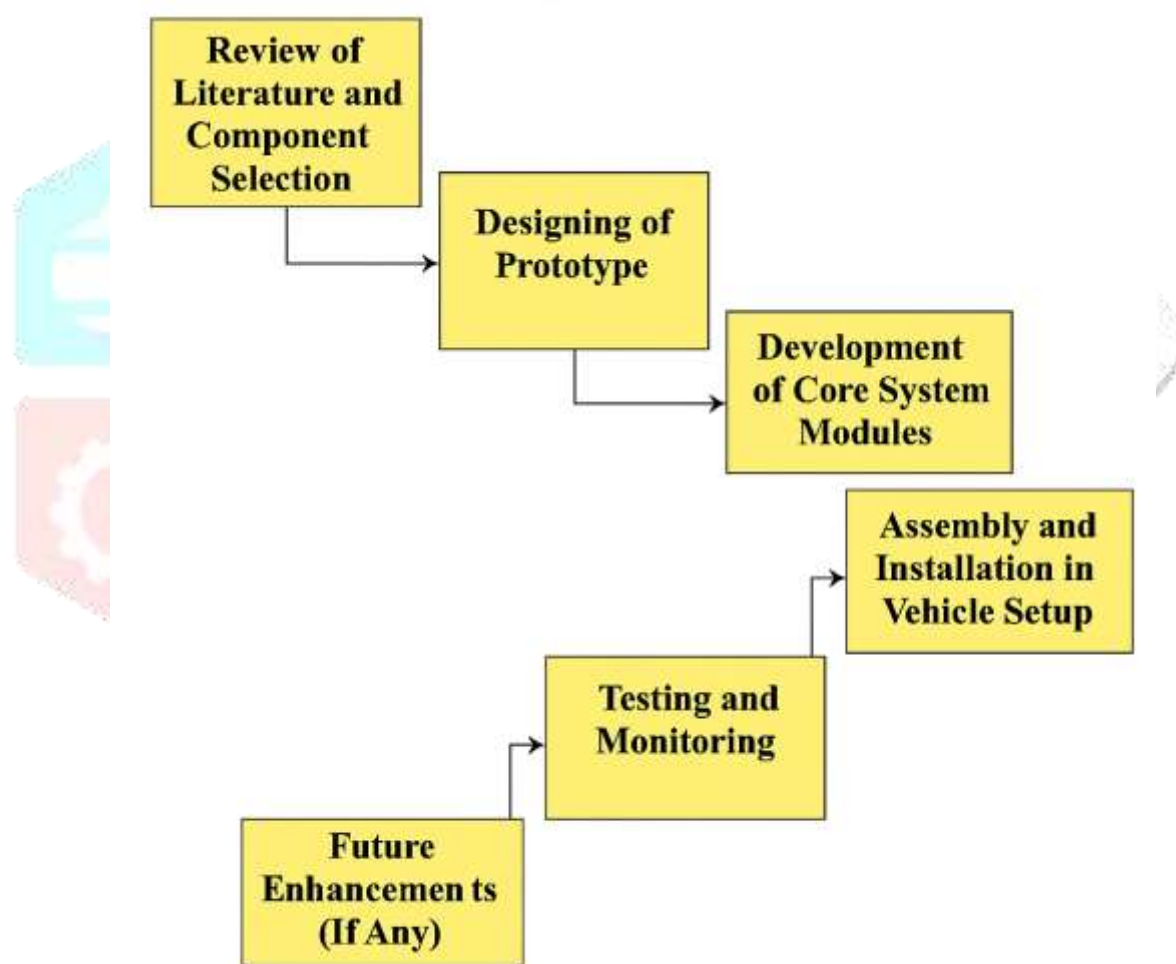 Review of
Literature and
Component
Selection
Designing of
Prototype
Development
of Core System
Modules
Assembly and
Installation in
Vehicle Setup
Testing and
Monitoring
Future
Enhancemen ts
(If Any)